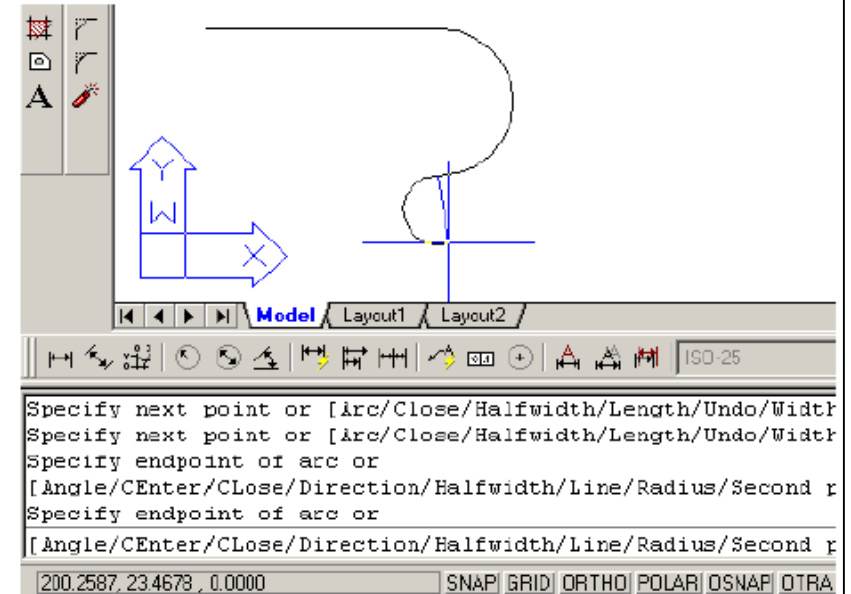 A
Y
W
X
Model Layout1 Layout2
ISO-25
Specify next point or [Arc/Close/Halfwidth/Length/Undo/Width
Specify next point or [Arc/Close/Halfwidth/Length/Undo/Width
Specify endpoint of arc or
[Angle/CEnter/CLose/Direction/Halfwidth/Line/Radius/Second p
Specify endpoint of arc or
[Angle/CEnter/CLose/Direction/Halfwidth/Line/Radius/Second p
200.2587, 23.4678 , 0.0000 SNAP GRID ORTHO POLAR OSNAP OTRA